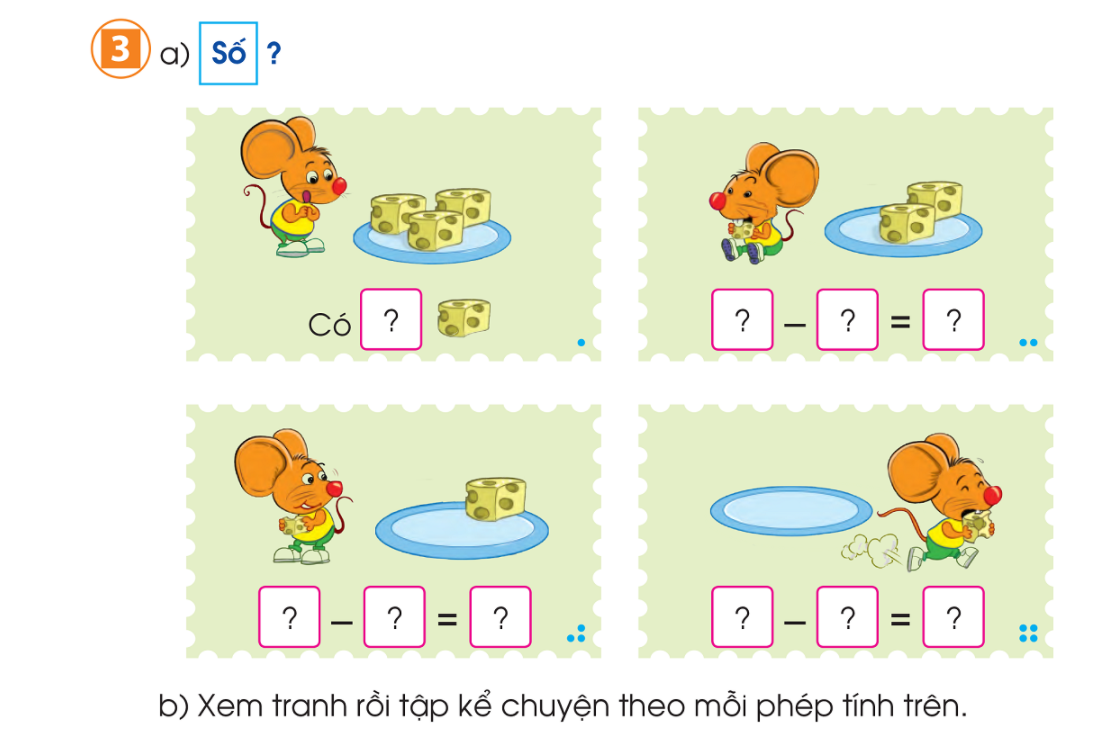 3 a) Số ?
Có ?
? – ? = ?
? – ? = ?
? – ? = ?
b) Xem tranh rồi tập kể chuyện theo mỗi phép tính trên.